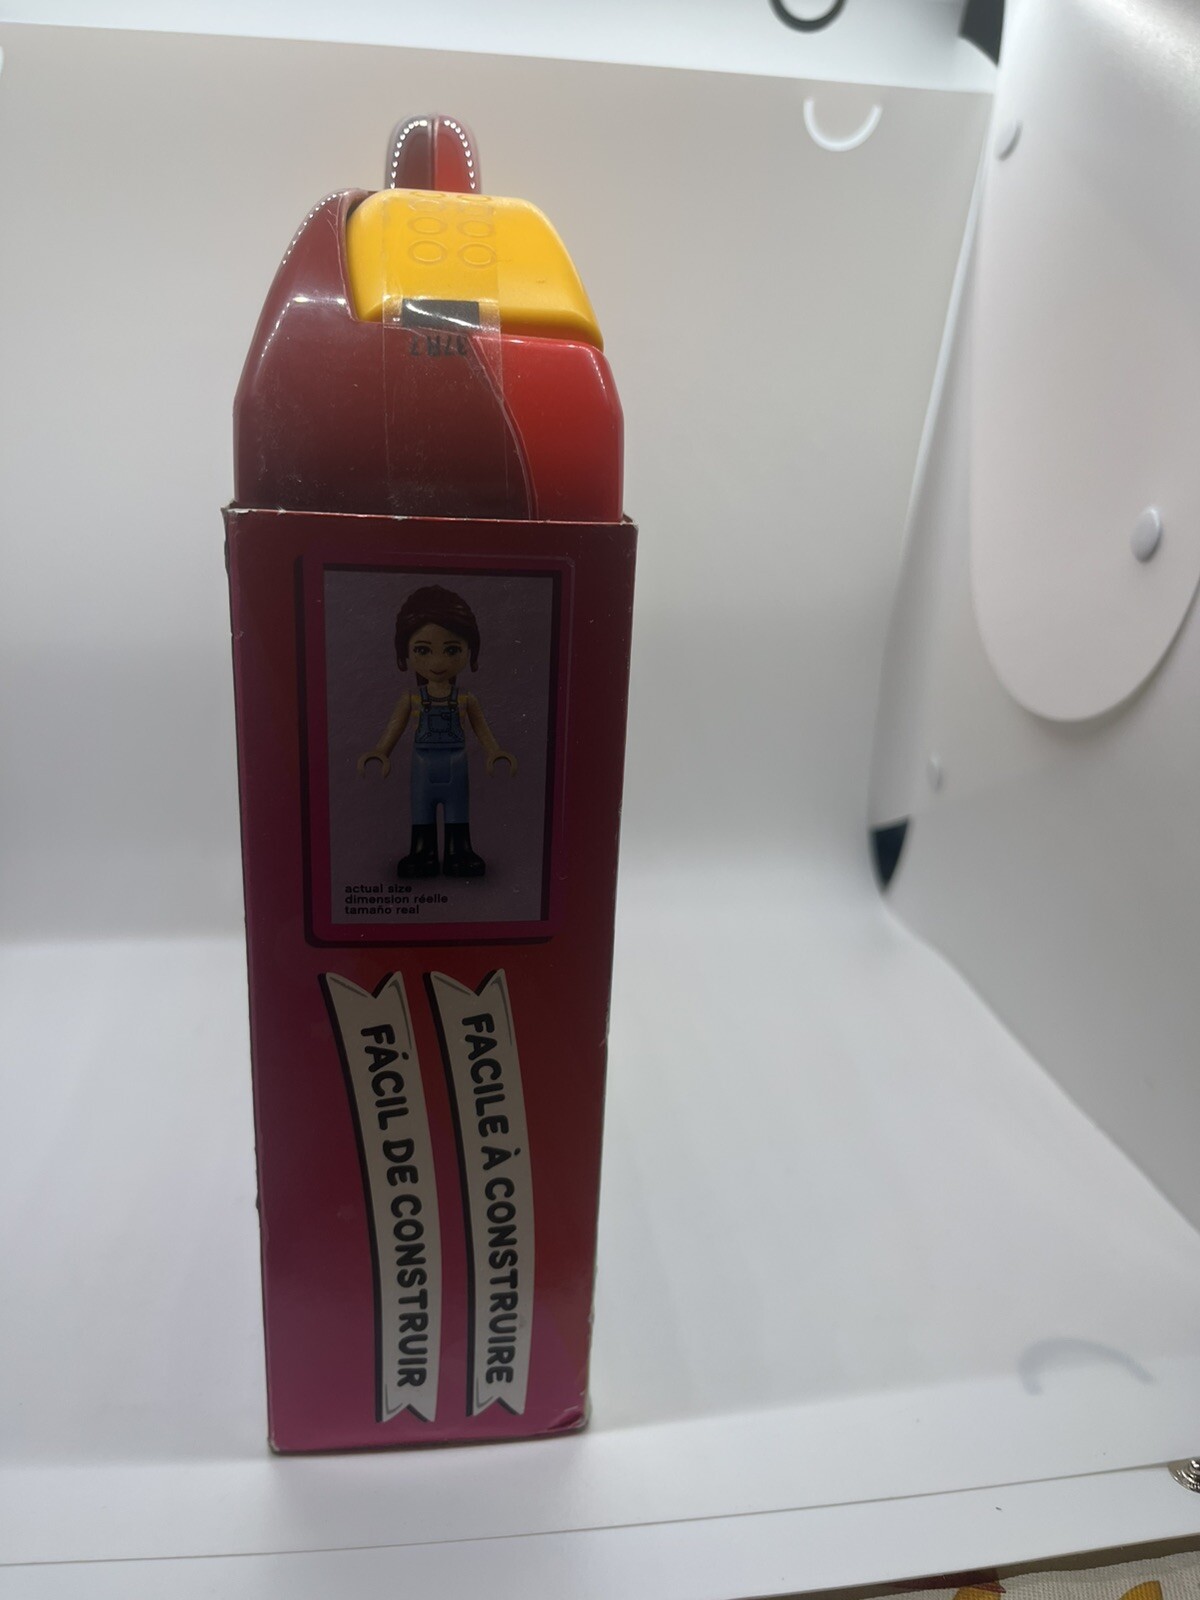 actual size
dimension réelle
tamaño real
FACILE À CONSTRUIRE
FÁCIL DE CONSTRUIR